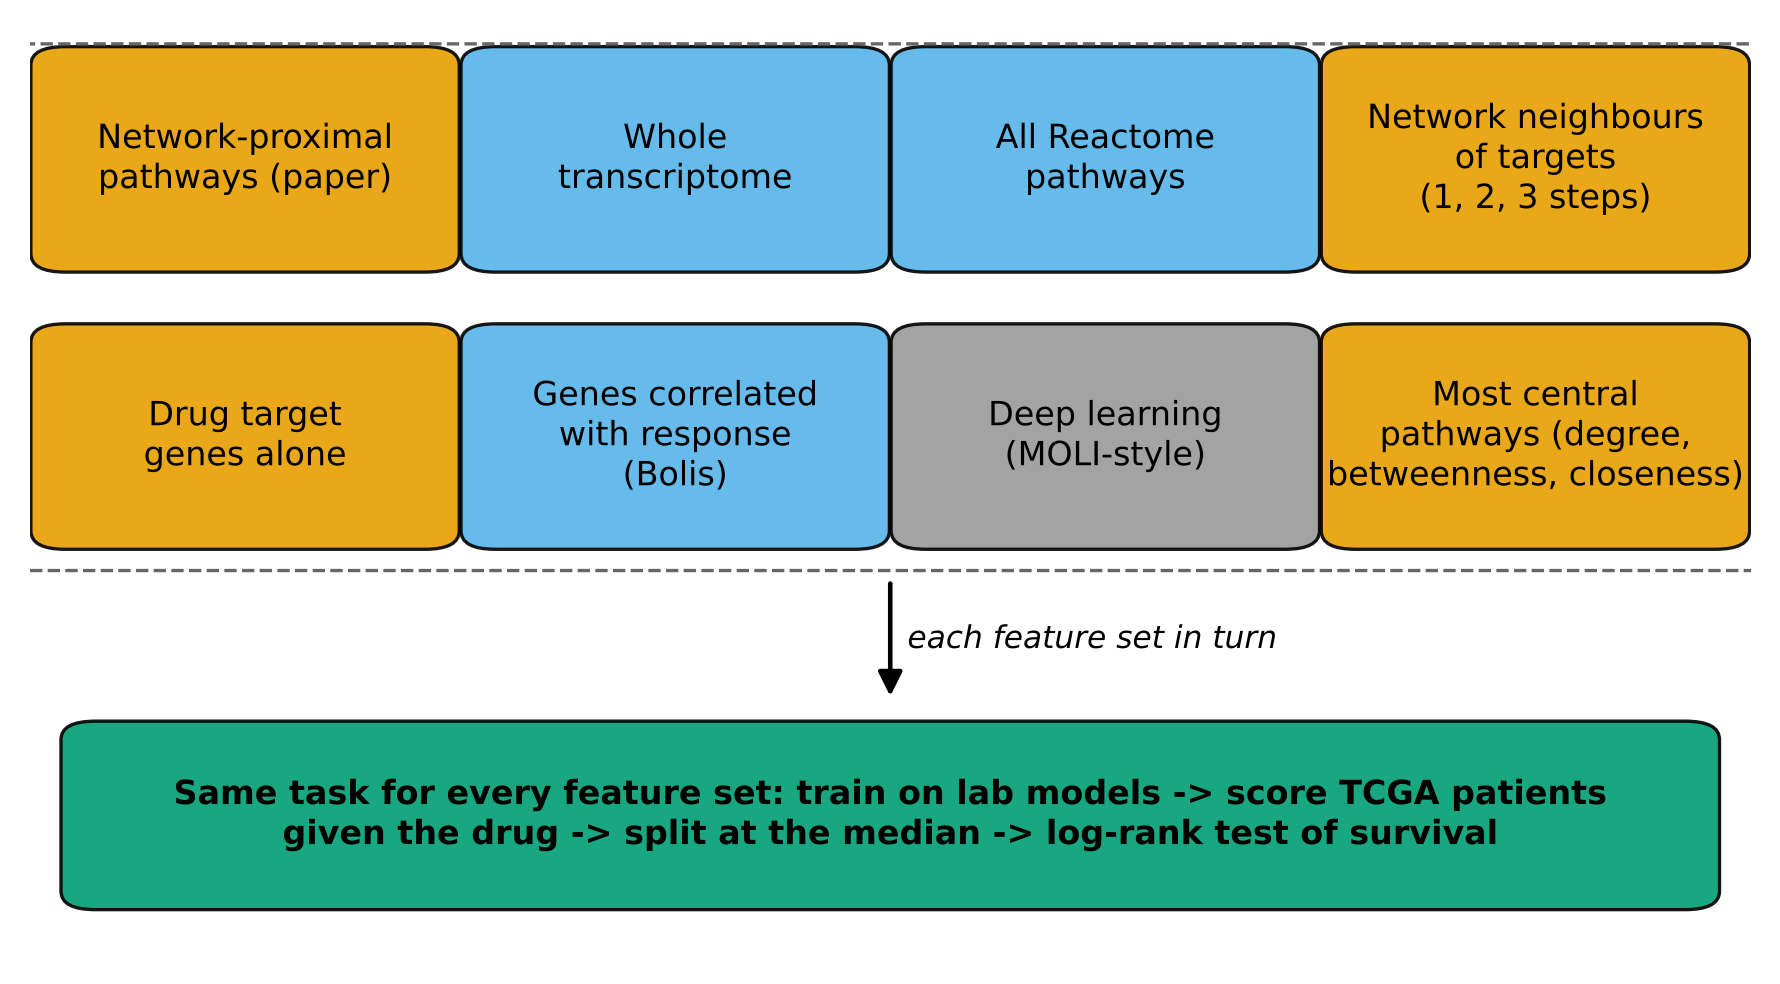 Network-proximal
pathways (paper)
Whole
transcriptome
All Reactome
pathways
Network neighbours
of targets
(1, 2, 3 steps)
Drug target
genes alone
Genes correlated
with response
(Bolis)
Deep learning
(MOLI-style)
Most central
pathways (degree,
betweenness, closeness)
each feature set in turn
Same task for every feature set: train on lab models -> score TCGA patients
given the drug -> split at the median -> log-rank test of survival